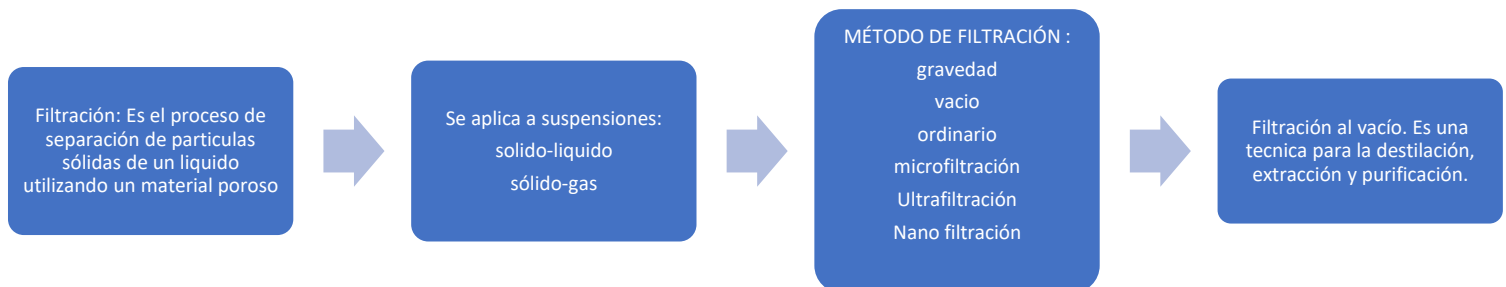 Filtración: Es el proceso de
separación de particulas
sólidas de un liquido
utilizando un material poroso
Se aplica a suspensiones:
solido-liquido
sólido-gas
MÉTODO DE FILTRACIÓN :
gravedad
vacio
ordinario
microfiltración
Ultrafiltración
Nano filtración
Filtración al vacío. Es una
tecnica para la destilación,
extracción y purificación.